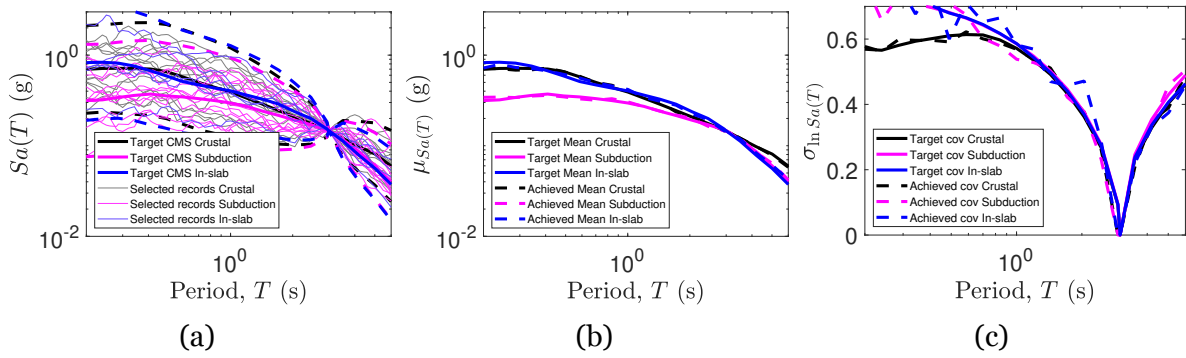 Sa(T) (g)
10^0
10^-2
Target CMS Crustal
Target CMS Subduction
Target CMS In-slab
Selected records Crustal
Selected records Subduction
Selected records In-slab
10^0
Period, T (s)
(a)
μ_Sa(T) (g)
10^0
10^-2
Target Mean Crustal
Target Mean Subduction
Target Mean In-slab
Achieved Mean Crustal
Achieved Mean Subduction
Achieved Mean In-slab
10^0
Period, T (s)
(b)
σ_ln Sa(T)
0.6
0.4
0.2
0
Target cov Crustal
Target cov Subduction
Target cov In-slab
Achieved cov Crustal
Achieved cov Subduction
Achieved cov In-slab
10^0
Period, T (s)
(c)